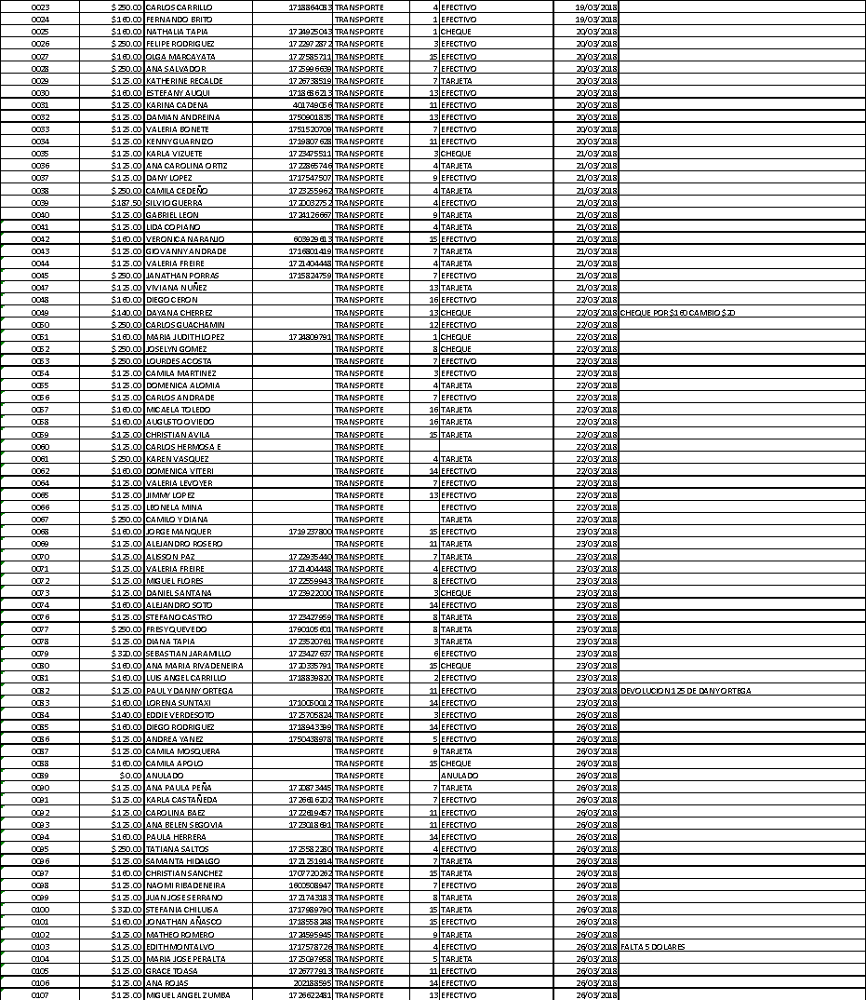 0023 $250.00 CARLOS CARRILLO 1718864083 TRANSPORTE 4 EFECTIVO 19/03/2018
0024 $160.00 FERNANDO BRITO TRANSPORTE 1 EFECTIVO 19/03/2018
0025 $160.00 NATHALIA TAPIA 1724925043 TRANSPORTE 1 CHEQUE 20/03/2018
0026 $250.00 FELIPE RODRIGUEZ 1722972872 TRANSPORTE 3 EFECTIVO 20/03/2018
0027 $160.00 OLGA MARCAYATA 1727585711 TRANSPORTE 15 EFECTIVO 20/03/2018
0028 $250.00 ANA SALVADOR 1725996639 TRANSPORTE 7 EFECTIVO 20/03/2018
0029 $125.00 KATHERINE RECALDE 1726738519 TRANSPORTE 7 TARJETA 20/03/2018
0030 $160.00 ESTEFANY AUQUI 1718686213 TRANSPORTE 13 EFECTIVO 20/03/2018
0031 $125.00 KARINA CADENA 401749056 TRANSPORTE 11 EFECTIVO 20/03/2018
0032 $125.00 DAMIAN ANDREINA 1750901835 TRANSPORTE 13 EFECTIVO 20/03/2018
0033 $125.00 VALERIA BONETE 1751520709 TRANSPORTE 7 EFECTIVO 20/03/2018
0034 $125.00 KENNY GUARNIZO 1719807628 TRANSPORTE 11 EFECTIVO 20/03/2018
0035 $125.00 KARLA VIZUETE 1723475511 TRANSPORTE 3 CHEQUE 21/03/2018
0036 $125.00 ANA CAROLINA ORTIZ 1722865746 TRANSPORTE 4 TARJETA 21/03/2018
0037 $125.00 DANY LOPEZ 1717547507 TRANSPORTE 9 EFECTIVO 21/03/2018
0038 $250.00 CAMILA CEDEÑO 1723255962 TRANSPORTE 4 TARJETA 21/03/2018
0039 $187.50 SILVIO GUERRA 1720032752 TRANSPORTE 4 EFECTIVO 21/03/2018
0040 $125.00 GABRIEL LEON 1724126667 TRANSPORTE 9 TARJETA 21/03/2018
0041 $125.00 LIDA COPIANO TRANSPORTE 4 TARJETA 21/03/2018
0042 $160.00 VERONICA NARANJO 603929613 TRANSPORTE 15 EFECTIVO 21/03/2018
0043 $125.00 GIOVANNY ANDRADE 1716801419 TRANSPORTE 7 TARJETA 21/03/2018
0044 $125.00 VALERIA FREIRE 1721404448 TRANSPORTE 4 EFECTIVO 21/03/2018
0045 $250.00 JANATHAN PORRAS 1715824759 TRANSPORTE 7 EFECTIVO 21/03/2018
0047 $125.00 VIVIANA NUÑEZ TRANSPORTE 13 TARJETA 21/03/2018
0048 $160.00 DIEGO CERON TRANSPORTE 16 EFECTIVO 22/03/2018
0049 $140.00 DAYANA CHERREZ TRANSPORTE 13 CHEQUE 22/03/2018 CHEQUE POR $160 CAMBIO $20
0050 $250.00 CARLOS GUACHAMIN TRANSPORTE 12 EFECTIVO 22/03/2018
0051 $160.00 MARIA JUDITH LOPEZ 1724809791 TRANSPORTE 1 CHEQUE 22/03/2018
0052 $250.00 JOSELYN GOMEZ TRANSPORTE 8 CHEQUE 22/03/2018
0053 $250.00 LOURDES ACOSTA TRANSPORTE 7 EFECTIVO 22/03/2018
0054 $125.00 CAMILA MARTINEZ TRANSPORTE 3 EFECTIVO 22/03/2018
0055 $125.00 DOMENICA ALOMIA TRANSPORTE 4 TARJETA 22/03/2018
0056 $125.00 CARLOS ANDRADE TRANSPORTE 7 EFECTIVO 22/03/2018
0057 $160.00 MICAELA TOLEDO TRANSPORTE 16 TARJETA 22/03/2018
0058 $160.00 AUGUSTO OVIEDO TRANSPORTE 16 TARJETA 22/03/2018
0059 $125.00 CHRISTIAN AVILA TRANSPORTE 15 TARJETA 22/03/2018
0060 $125.00 CARLOS HERMOSA E TRANSPORTE 22/03/2018
0061 $250.00 KAREN VASQUEZ TRANSPORTE 4 TARJETA 22/03/2018
0062 $160.00 DOMENICA VITERI TRANSPORTE 14 EFECTIVO 22/03/2018
0064 $125.00 VALERIA LEVOYER TRANSPORTE 7 EFECTIVO 22/03/2018
0065 $125.00 JIMMY LOPEZ TRANSPORTE 13 EFECTIVO 22/03/2018
0066 $125.00 LEONELA MINA TRANSPORTE EFECTIVO 22/03/2018
0067 $250.00 CAMILO Y DIANA TRANSPORTE TARJETA 22/03/2018
0068 $160.00 JORGE MANQUER 1719237800 TRANSPORTE 15 EFECTIVO 23/03/2018
0069 $125.00 ALEJANDRO ROSERO TRANSPORTE 11 TARJETA 23/03/2018
0070 $125.00 ALISSON PAZ 1722935440 TRANSPORTE 7 TARJETA 23/03/2018
0071 $125.00 VALERIA FREIRE 1721404448 TRANSPORTE 4 EFECTIVO 23/03/2018
0072 $125.00 MIGUEL FLORES 1722559943 TRANSPORTE 8 EFECTIVO 23/03/2018
0073 $125.00 DANIEL SANTANA 1723922000 TRANSPORTE 3 CHEQUE 23/03/2018
0074 $160.00 ALEJANDRO SOTO TRANSPORTE 14 EFECTIVO 23/03/2018
0076 $125.00 STEFANO CASTRO 1723427959 TRANSPORTE 8 TARJETA 23/03/2018
0077 $250.00 FRESY QUEVEDO 1790105601 TRANSPORTE 8 TARJETA 23/03/2018
0078 $125.00 DIANA TAPIA 1723520761 TRANSPORTE 3 TARJETA 23/03/2018
0079 $320.00 SEBASTIAN JARAMILLO 1723427637 TRANSPORTE 6 EFECTIVO 23/03/2018
0080 $160.00 ANA MARIA RIVADENEIRA 1720335791 TRANSPORTE 15 CHEQUE 23/03/2018
0081 $160.00 LUIS ANGEL CARRILLO 1718839820 TRANSPORTE 2 EFECTIVO 23/03/2018
0082 $125.00 PAUL Y DANNY ORTEGA TRANSPORTE 11 EFECTIVO 23/03/2018 DEVOLUCION 125 DE DANY ORTEGA
0083 $160.00 LORENA SUNTAXI 1710050012 TRANSPORTE 14 EFECTIVO 23/03/2018
0084 $140.00 EDDIE VERDESOTO 1725705824 TRANSPORTE 3 EFECTIVO 26/03/2018
0085 $160.00 DIEGO RODRIGUEZ 1718943399 TRANSPORTE 14 EFECTIVO 26/03/2018
0086 $125.00 ANDREA YANEZ 1750438978 TRANSPORTE 5 EFECTIVO 26/03/2018
0087 $125.00 CAMILA MOSQUERA TRANSPORTE 9 TARJETA 26/03/2018
0088 $160.00 CAMILA APOLO TRANSPORTE 15 CHEQUE 26/03/2018
0089 $0.00 ANULADO TRANSPORTE ANULADO 26/03/2018
0090 $125.00 ANA PAULA PEÑA 1720873445 TRANSPORTE 7 TARJETA 26/03/2018
0091 $125.00 KARLA CASTAÑEDA 1726616202 TRANSPORTE 7 EFECTIVO 26/03/2018
0092 $125.00 CAROLINA BAEZ 1722619457 TRANSPORTE 11 EFECTIVO 26/03/2018
0093 $125.00 ANA BELEN SEGOVIA 1723018691 TRANSPORTE 11 EFECTIVO 26/03/2018
0094 $160.00 PAULA HERRERA TRANSPORTE 14 EFECTIVO 26/03/2018
0095 $250.00 TATIANA SALTOS 1725582280 TRANSPORTE 4 EFECTIVO 26/03/2018
0096 $125.00 SAMANTA HIDALGO 1721251914 TRANSPORTE 7 TARJETA 26/03/2018
0097 $160.00 CHRISTIAN SANCHEZ 1707720262 TRANSPORTE 15 TARJETA 26/03/2018
0098 $125.00 NAOMI RIBADENEIRA 1600508947 TRANSPORTE 7 EFECTIVO 26/03/2018
0099 $125.00 JUAN JOSE SERRANO 1721743183 TRANSPORTE 8 TARJETA 26/03/2018
0100 $320.00 STEFANIA CHILUISA 1717989790 TRANSPORTE 15 TARJETA 26/03/2018
0101 $160.00 JONATHAN AÑASCO 1718558248 TRANSPORTE 15 EFECTIVO 26/03/2018
0102 $125.00 MATHEO ROMERO 1724595945 TRANSPORTE 9 TARJETA 26/03/2018
0103 $125.00 EDITH MONTALVO 1717578726 TRANSPORTE 4 EFECTIVO 26/03/2018 FALTA 5 DOLARES
0104 $125.00 MARIA JOSE PERALTA 1725097958 TRANSPORTE 5 TARJETA 26/03/2018
0105 $125.00 GRACE TOASA 1726777913 TRANSPORTE 11 EFECTIVO 26/03/2018
0106 $125.00 ANA ROJAS 202188595 TRANSPORTE 14 EFECTIVO 26/03/2018
0107 $125.00 MIGUEL ANGEL ZUMBA 1726622481 TRANSPORTE 13 EFECTIVO 26/03/2018